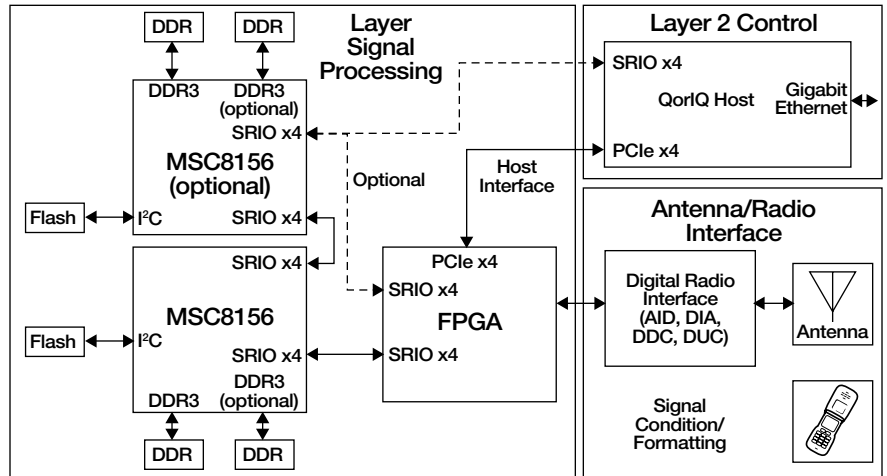 DDR
DDR
Layer
Signal
Processing
DDR3
DDR3
(optional)
SRIO x4
MSC8156
(optional)
Flash
I²C
SRIO x4
Optional
Host
Interface
SRIO x4
MSC8156
Flash
I²C
SRIO x4
DDR3
DDR3
(optional)
DDR
DDR
PCIe x4
SRIO x4
FPGA
SRIO x4
Layer 2 Control
SRIO x4
QorIQ Host
Gigabit
Ethernet
PCIe x4
Antenna/Radio
Interface
Digital Radio
Interface
(AID, DIA,
DDC, DUC)
Antenna
Signal
Condition/
Formatting